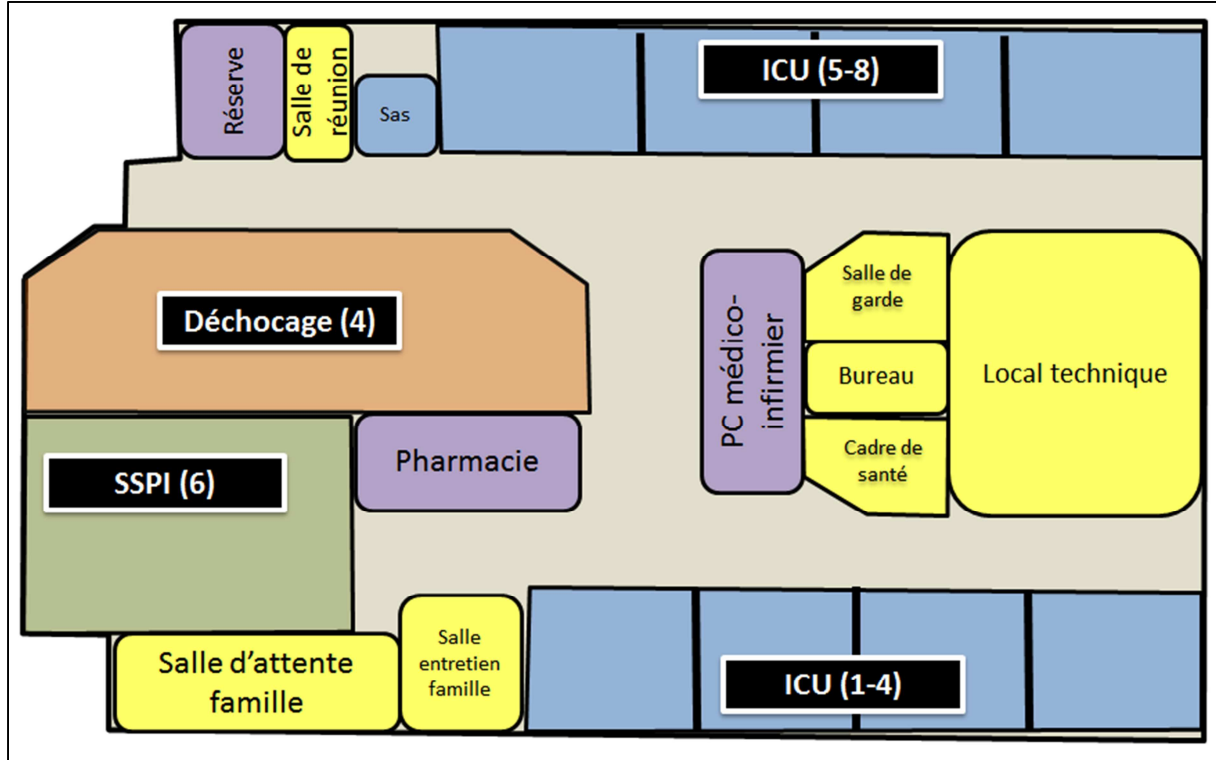 Réserve
Salle de
réunion
Sas
ICU (5-8)
Déchocage (4)
PC médico-
infirmier
Salle de
garde
Bureau
Cadre de
santé
Local technique
SSPI (6)
Pharmacie
Salle d'attente
famille
Salle
entretien
famille
ICU (1-4)